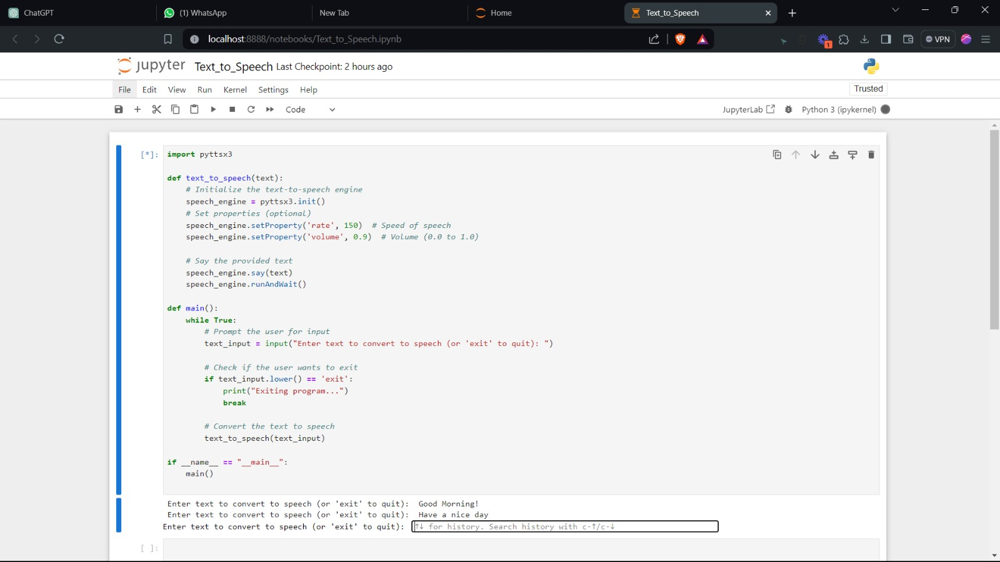 ChatGPT
(1) WhatsApp
New Tab
Home
Text_to_Speech
localhost:8888/notebooks/Text_to_Speech.ipynb
1
VPN
jupyter Text_to_Speech Last Checkpoint: 2 hours ago
File Edit View Run Kernel Settings Help
Trusted
Code
JupyterLab
Python 3 (ipykernel)
[*]: import pyttsx3
def text_to_speech(text):
    # Initialize the text-to-speech engine
    speech_engine = pyttsx3.init()
    # Set properties (optional)
    speech_engine.setProperty('rate', 150)  # Speed of speech
    speech_engine.setProperty('volume', 0.9)  # Volume (0.0 to 1.0)
    # Say the provided text
    speech_engine.say(text)
    speech_engine.runAndWait()
def main():
    while True:
        # Prompt the user for input
        text_input = input("Enter text to convert to speech (or 'exit' to quit): ")
        # Check if the user wants to exit
        if text_input.lower() == 'exit':
            print("Exiting program...")
            break
        # Convert the text to speech
        text_to_speech(text_input)
if __name__ == "__main__":
    main()
Enter text to convert to speech (or 'exit' to quit):  Good Morning!
Enter text to convert to speech (or 'exit' to quit):  Have a nice day
Enter text to convert to speech (or 'exit' to quit): ↑↓ for history. Search history with c-↑/c-↓
[ ]: